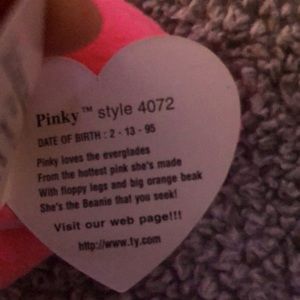 Pinky™ style 4072
DATE OF BIRTH : 2 - 13 - 95
Pinky loves the everglades
From the hottest pink she's made
With floppy legs and big orange beak
She's the Beanie that you seek!
Visit our web page!!!
http://www.ty.com